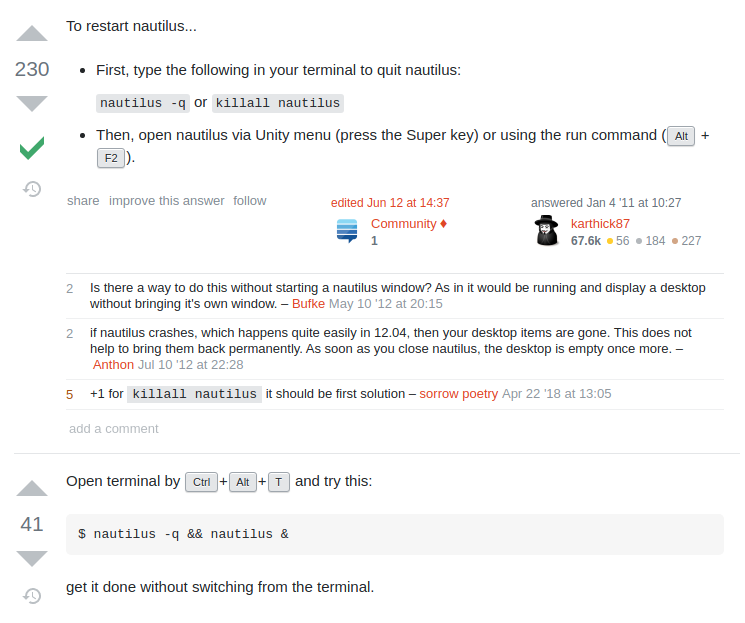 To restart nautilus...
230
• First, type the following in your terminal to quit nautilus:
nautilus -q or killall nautilus
• Then, open nautilus via Unity menu (press the Super key) or using the run command ( Alt +
F2 ).
share improve this answer follow
edited Jun 12 at 14:37
Community ♦
1
answered Jan 4 '11 at 10:27
karthick87
67.6k ● 56 ● 184 ● 227
2 Is there a way to do this without starting a nautilus window? As in it would be running and display a desktop
without bringing it's own window. – Bufke May 10 '12 at 20:15
2 if nautilus crashes, which happens quite easily in 12.04, then your desktop items are gone. This does not
help to bring them back permanently. As soon as you close nautilus, the desktop is empty once more. –
Anthon Jul 10 '12 at 22:28
5 +1 for killall nautilus it should be first solution – sorrow poetry Apr 22 '18 at 13:05
add a comment
Open terminal by Ctrl + Alt + T and try this:
41
$ nautilus -q && nautilus &
get it done without switching from the terminal.